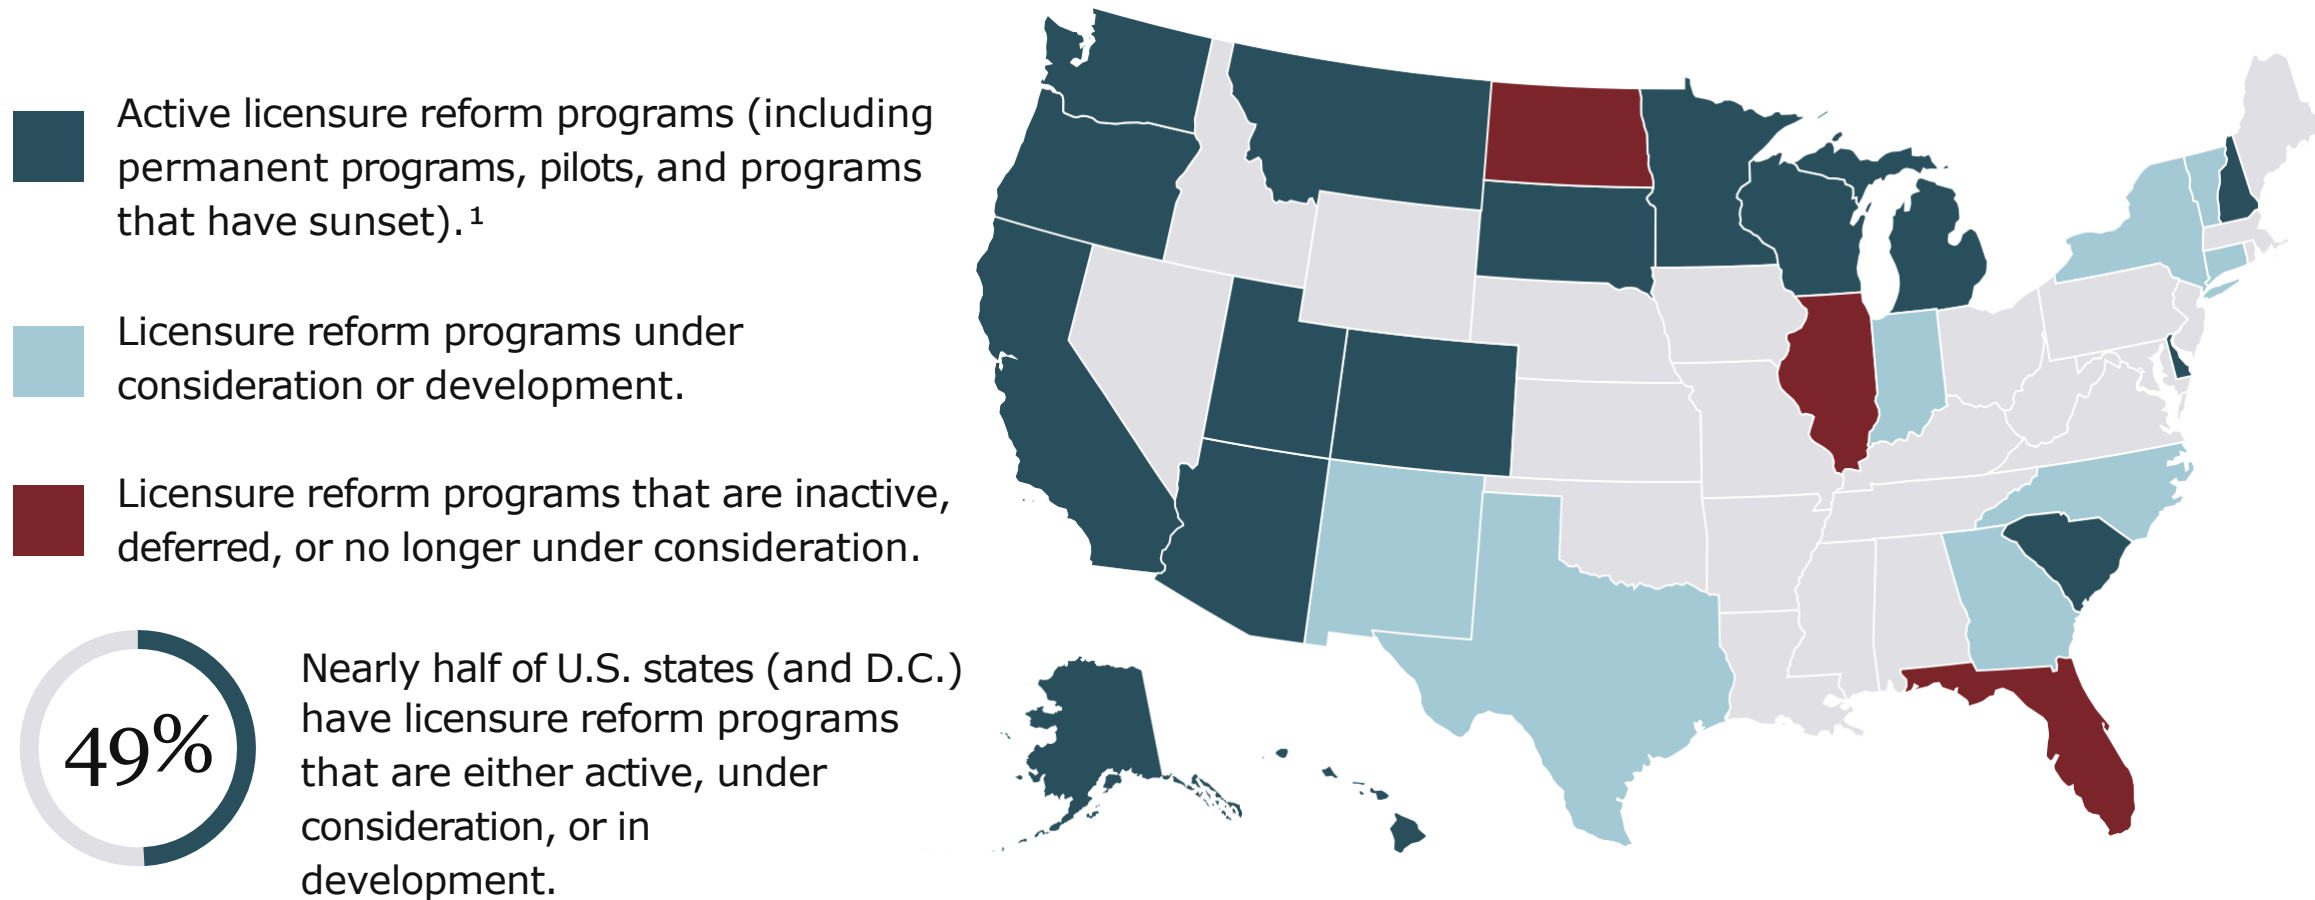 Active licensure reform programs (including
permanent programs, pilots, and programs
that have sunset).¹
Licensure reform programs under
consideration or development.
Licensure reform programs that are inactive,
deferred, or no longer under consideration.
49%
Nearly half of U.S. states (and D.C.)
have licensure reform programs
that are either active, under
consideration, or in
development.